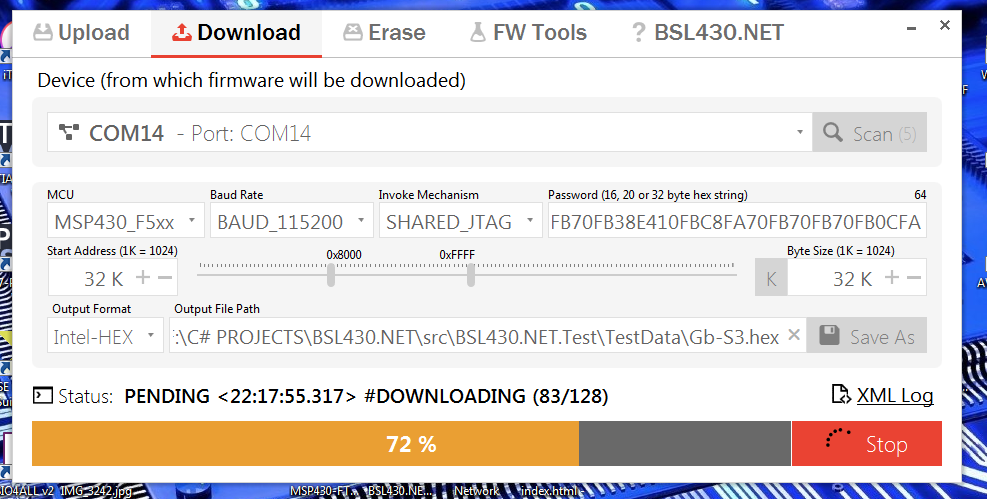 Upload Download Erase FW Tools ? BSL430.NET
Device (from which firmware will be downloaded)
COM14 - Port: COM14 Scan (5)
MCU Baud Rate Invoke Mechanism Password (16, 20 or 32 byte hex string) 64
MSP430_F5xx BAUD_115200 SHARED_JTAG FB70FB38E410FBC8FA70FB70FB70FB0CFA
Start Address (1K = 1024) 0x8000 0xFFFF Byte Size (1K = 1024)
32 K K 32 K
Output Format Output File Path
Intel-HEX :\C# PROJECTS\BSL430.NET\src\BSL430.NET.Test\TestData\Gb-S3.hex Save As
Status: PENDING <22:17:55.317> #DOWNLOADING (83/128) XML Log
72 % Stop
IO4ALL_v2 IMG_3242.jpg MSP430-FT... BSL430.NE... Network index.html-